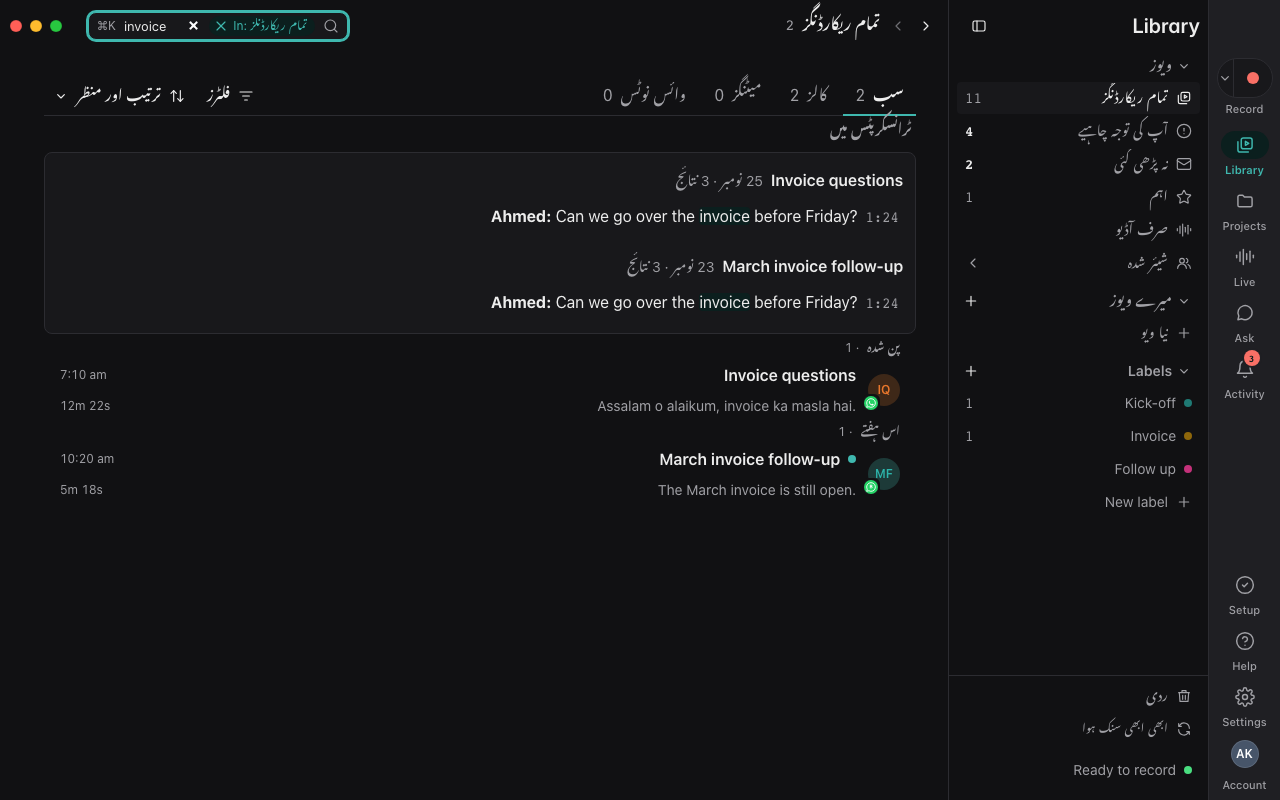 ⌘K invoice
In: تمام ریکارڈنگز
تمام ریکارڈنگز 2
Library
ویوز
تمام ریکارڈنگز 11
آپ کی توجہ چاہیے 4
نہ پڑھی گئی 2
اہم 1
صرف آڈیو
شیئر شدہ
میرے ویوز
نیا ویو
Labels
Kick-off 1
Invoice 1
Follow up
New label
ردی
ابھی ابھی سنک ہوا
Ready to record
Record
Library
Projects
Live
Ask
3
Activity
Setup
Help
Settings
AK
Account
سب 2
کالز 2
میٹنگز 0
وائس نوٹس 0
فلٹرز
ترتیب اور منظر
ٹرانسکرپٹس میں
Invoice questions 25 نومبر · 3 نتائج
Ahmed: Can we go over the invoice before Friday? 1:24
March invoice follow-up 23 نومبر · 3 نتائج
Ahmed: Can we go over the invoice before Friday? 1:24
پن شدہ · 1
IQ
Invoice questions
7:10 am
Assalam o alaikum, invoice ka masla hai.
12m 22s
اس ہفتے · 1
MF
March invoice follow-up
10:20 am
The March invoice is still open.
5m 18s